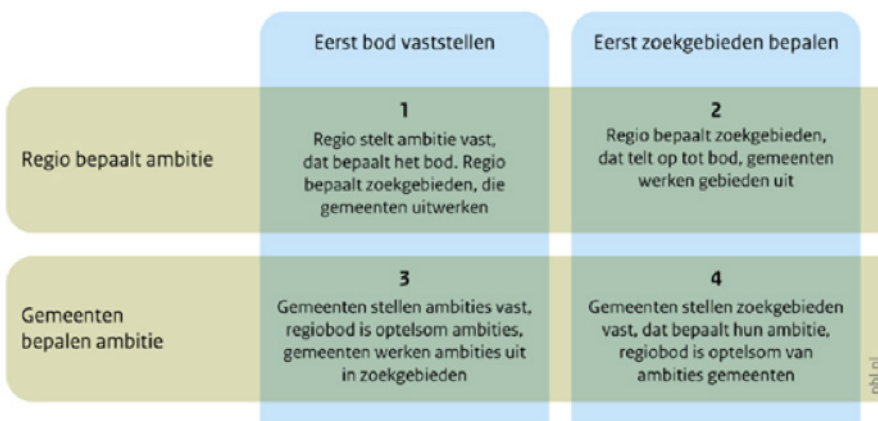 Eerst bod vaststellen
Eerst zoekgebieden bepalen
Regio bepaalt ambitie
1
Regio stelt ambitie vast,
dat bepaalt het bod. Regio
bepaalt zoekgebieden, die
gemeenten uitwerken
2
Regio bepaalt zoekgebieden,
dat telt op tot bod, gemeenten
werken gebieden uit
Gemeenten
bepalen ambitie
3
Gemeenten stellen ambities vast,
regiobod is optelsom ambities,
gemeenten werken ambities uit
in zoekgebieden
4
Gemeenten stellen zoekgebieden
vast, dat bepaalt hun ambitie,
regiobod is optelsom van
ambities gemeenten
pbl.nl